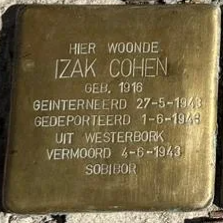 HIER WOONDE
IZAK COHEN
GEB. 1916
GEINTERNEERD 27-5-1943
GEDEPORTEERD 1-6-1943
UIT WESTERBORK
VERMOORD 4-6-1943
SOBIBOR